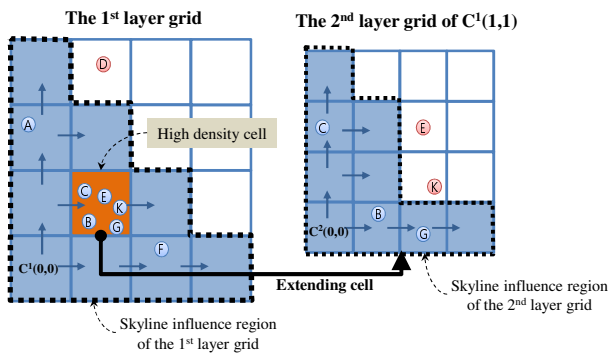 The 1st layer grid
The 2nd layer grid of C1(1,1)
D
A
High density cell
C
E
K
B
G
C1(0,0)
F
C
E
K
B
C2(0,0)
G
Extending cell
Skyline influence region
of the 1st layer grid
Skyline influence region
of the 2nd layer grid